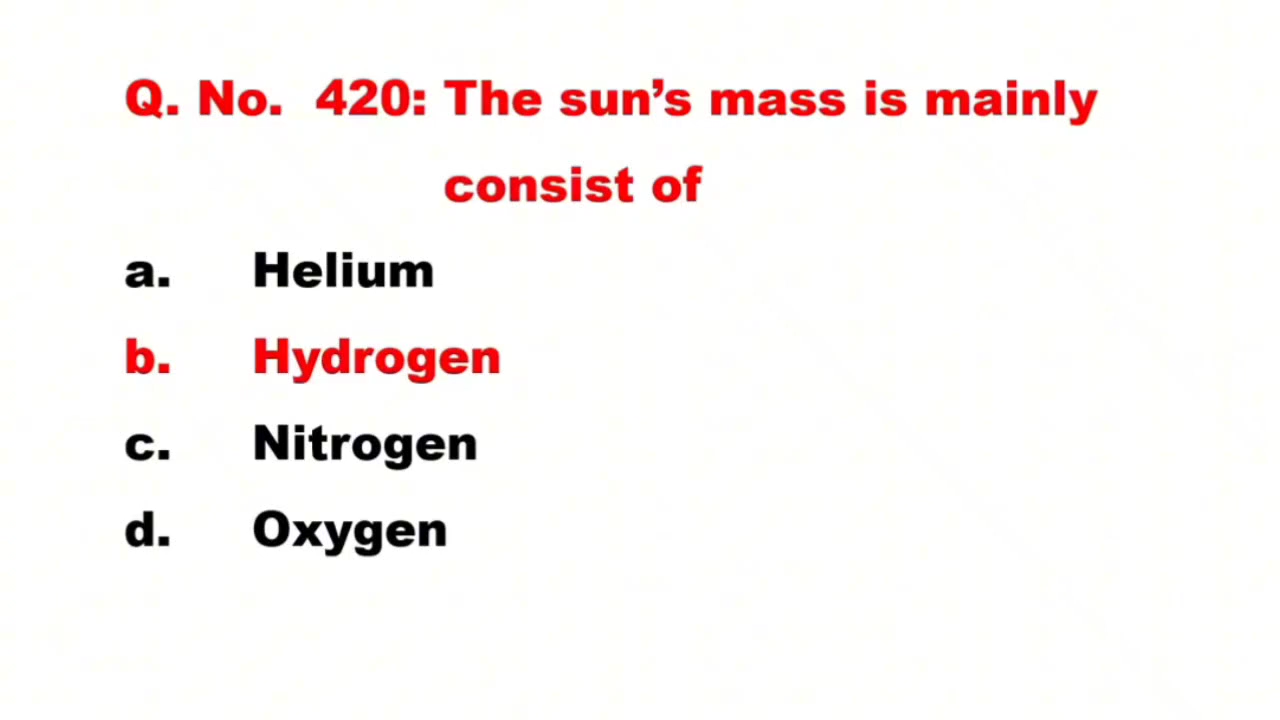 Q. No. 420: The sun’s mass is mainly
consist of
a. Helium
b. Hydrogen
c. Nitrogen
d. Oxygen